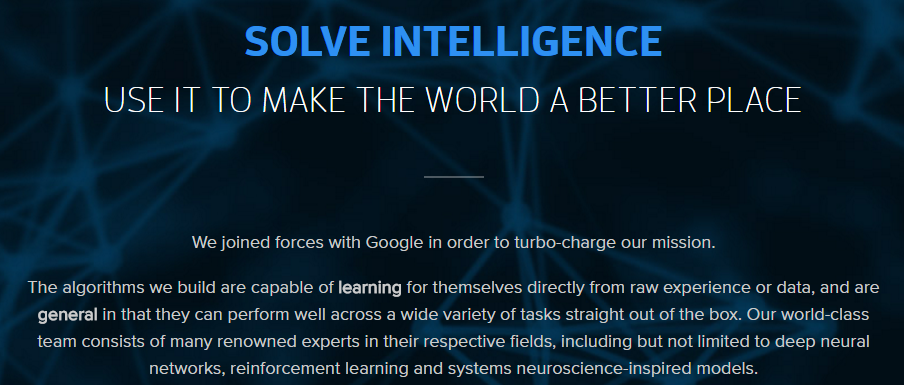 SOLVE INTELLIGENCE
USE IT TO MAKE THE WORLD A BETTER PLACE
We joined forces with Google in order to turbo-charge our mission.
The algorithms we build are capable of learning for themselves directly from raw experience or data, and are
general in that they can perform well across a wide variety of tasks straight out of the box. Our world-class
team consists of many renowned experts in their respective fields, including but not limited to deep neural
networks, reinforcement learning and systems neuroscience-inspired models.